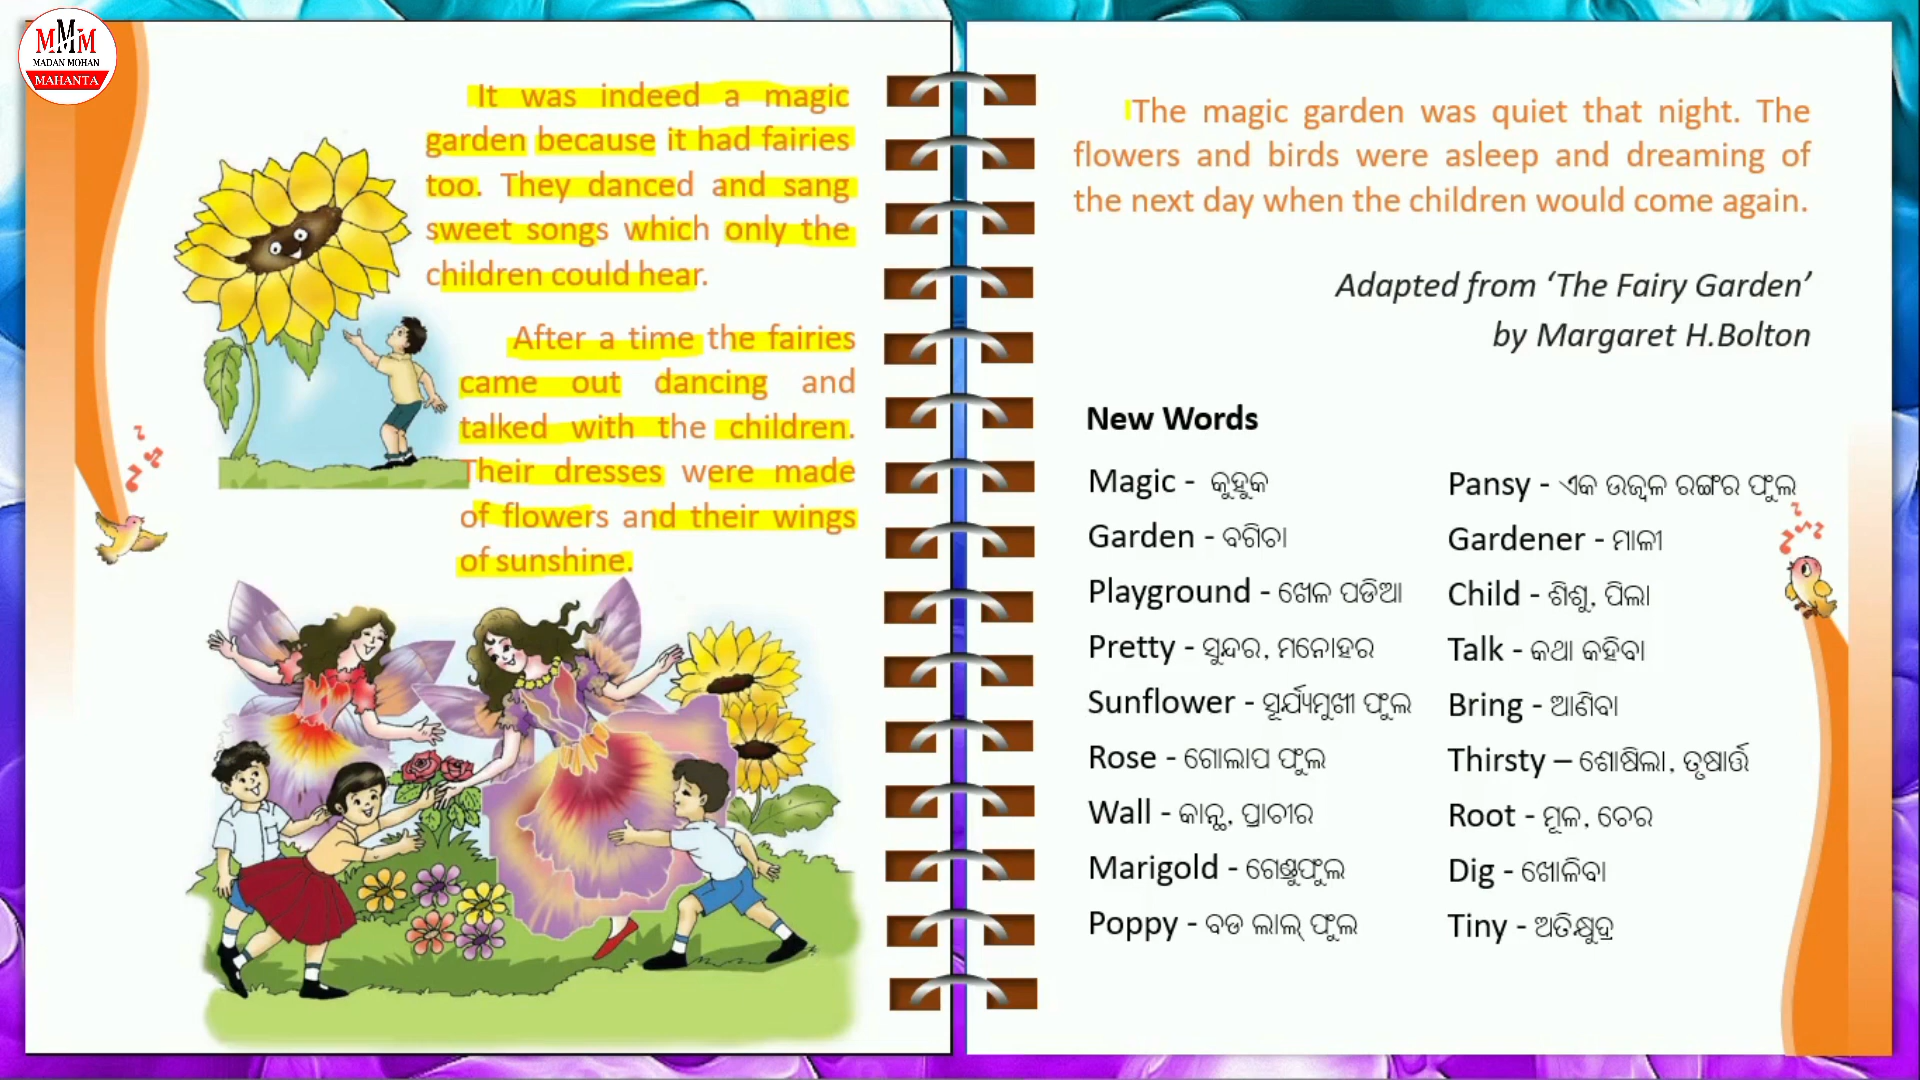 MMM
MADAN MOHAN
MAHANTA
It was indeed a magic
garden because it had fairies
too. They danced and sang
sweet songs which only the
children could hear.
After a time the fairies
came out dancing and
talked with the children.
Their dresses were made
of flowers and their wings
of sunshine.
The magic garden was quiet that night. The
flowers and birds were asleep and dreaming of
the next day when the children would come again.
Adapted from ‘The Fairy Garden’
by Margaret H.Bolton
New Words
Magic - କୁହୁକ
Garden - ବଗିଚା
Playground - ଖେଳ ପଡିଆ
Pretty - ସୁନ୍ଦର, ମନୋହର
Sunflower - ସୂର୍ଯ୍ୟମୁଖୀ ଫୁଲ
Rose - ଗୋଲାପ ଫୁଲ
Wall - କାନ୍ଥ, ପ୍ରାଚୀର
Marigold - ଗେଣ୍ଡୁଫୁଲ
Poppy - ବଡ ଲାଲ୍ ଫୁଲ
Pansy - ଏକ ଉଜ୍ଵଳ ରଙ୍ଗର ଫୁଲ
Gardener - ମାଳୀ
Child - ଶିଶୁ, ପିଲା
Talk - କଥା କହିବା
Bring - ଆଣିବା
Thirsty – ଶୋଷିଲା, ତୃଷାର୍ତ୍ତ
Root - ମୂଳ, ଚେର
Dig - ଖୋଳିବା
Tiny - ଅତିକ୍ଷୁଦ୍ର